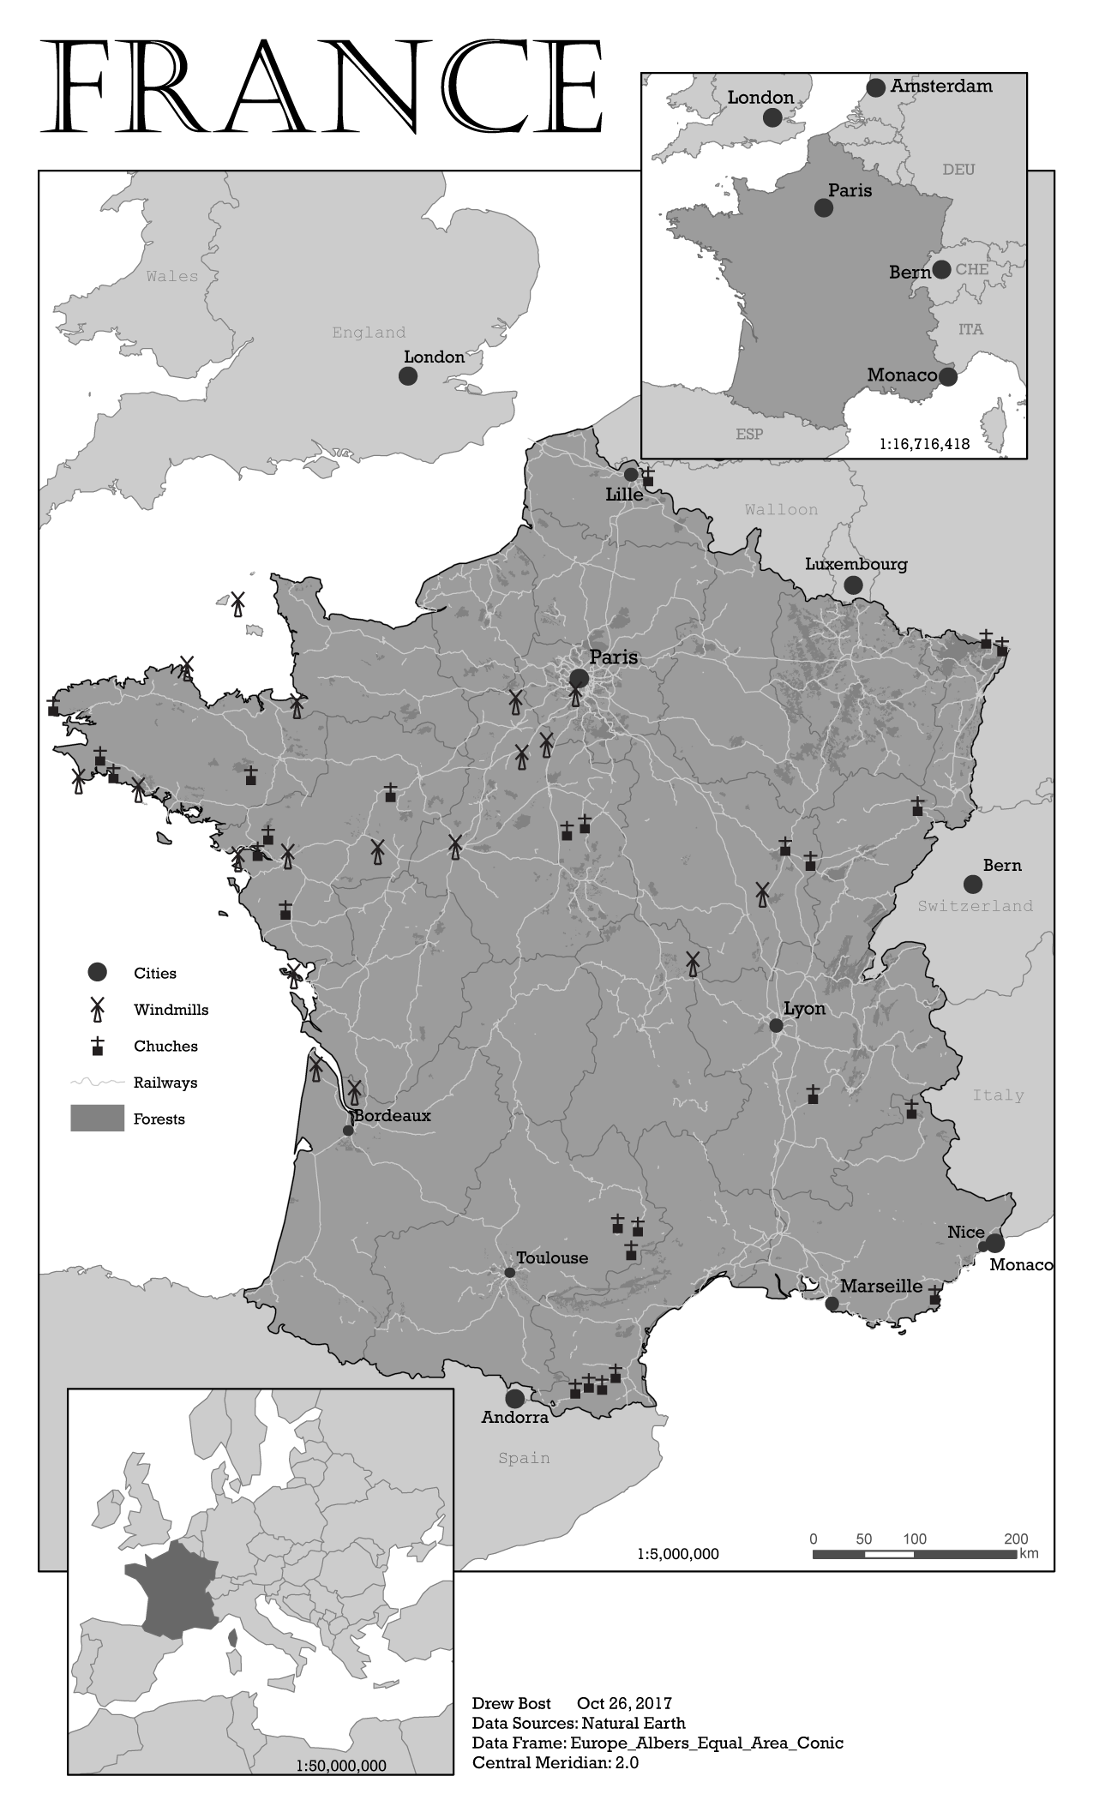 FRANCE
Amsterdam
London
DEU
Paris
Bern
CHE
ITA
Monaco
ESP
1:16,716,418
Wales
England
London
Lille
Walloon
Luxembourg
Paris
Bern
Switzerland
Cities
Windmills
Chuches
Railways
Forests
Lyon
Italy
Bordeaux
Toulouse
Nice
Monaco
Marseille
Andorra
Spain
1:5,000,000
0 50 100 200
km
1:50,000,000
Drew Bost Oct 26, 2017
Data Sources: Natural Earth
Data Frame: Europe_Albers_Equal_Area_Conic
Central Meridian: 2.0